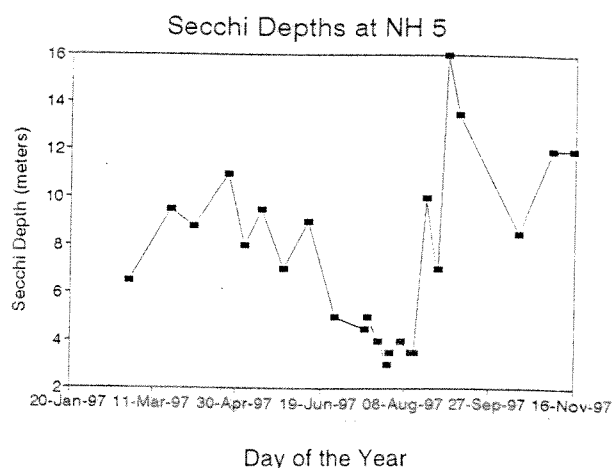 Secchi Depths at NH 5
Secchi Depth (meters)
16
14
12
10
8
6
4
2
20-Jan-97 11-Mar-97 30-Apr-97 19-Jun-97 08-Aug-97 27-Sep-97 16-Nov-97
Day of the Year